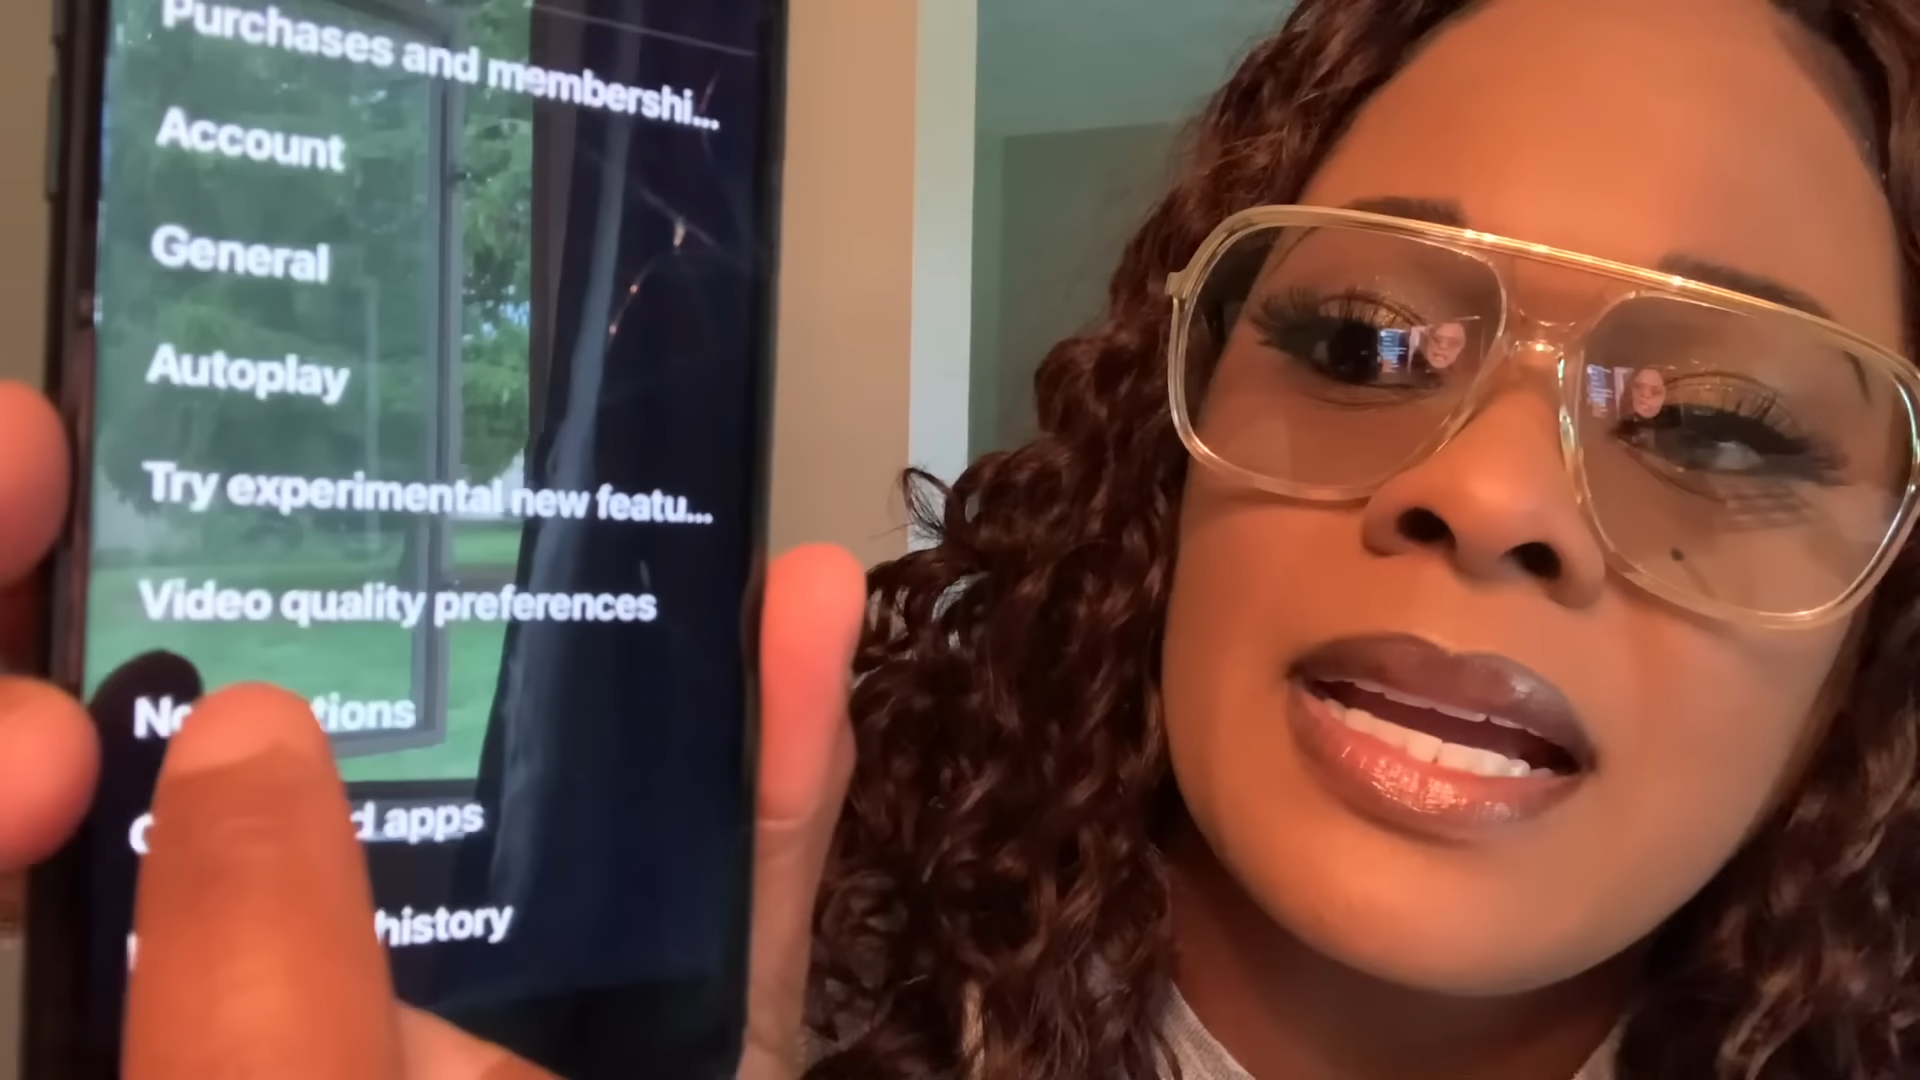 Purchases and membershi...
Account
General
Autoplay
Try experimental new featu...
Video quality preferences
apps
history